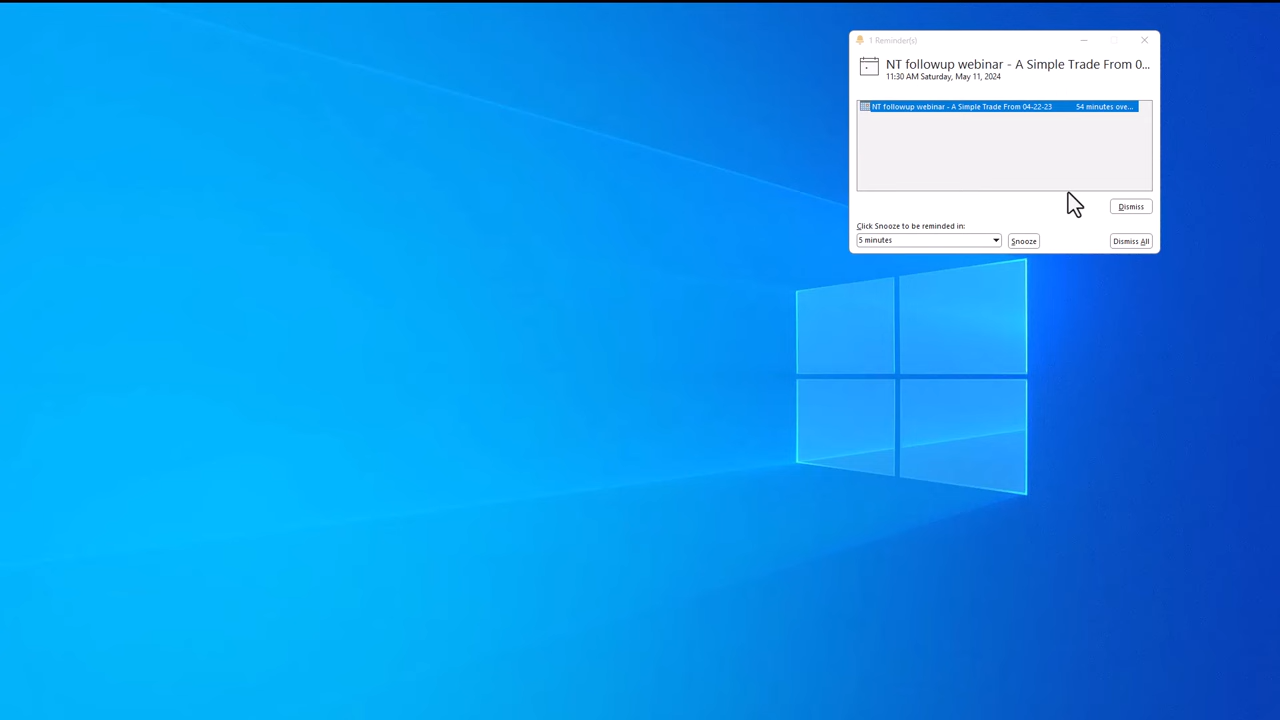 1 Reminder(s)
NT followup webinar - A Simple Trade From 0...
11:30 AM Saturday, May 11, 2024
NT followup webinar - A Simple Trade From 04-22-23 54 minutes ove...
Dismiss
Click Snooze to be reminded in:
5 minutes Snooze Dismiss All